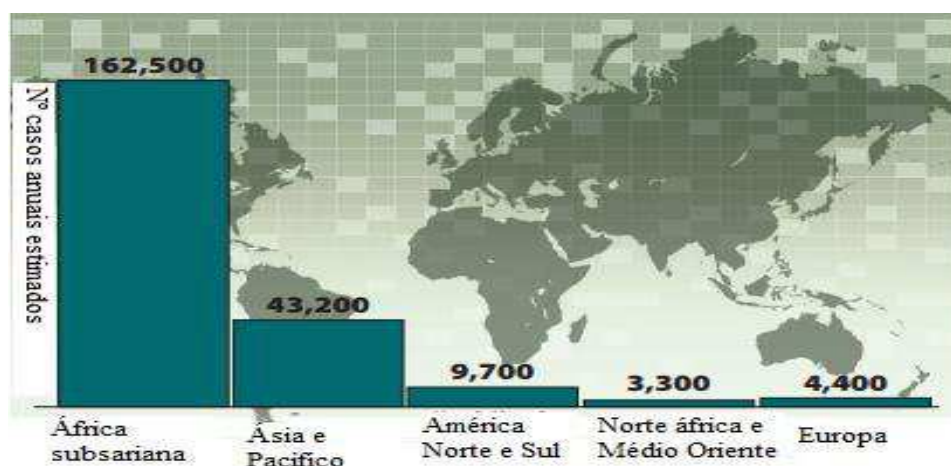 162,500
43,200
9,700
3,300
4,400
Nº casos anuais estimados
África
subsariana
Ásia e
Pacifico
América
Norte e Sul
Norte áfrica e
Médio Oriente
Europa